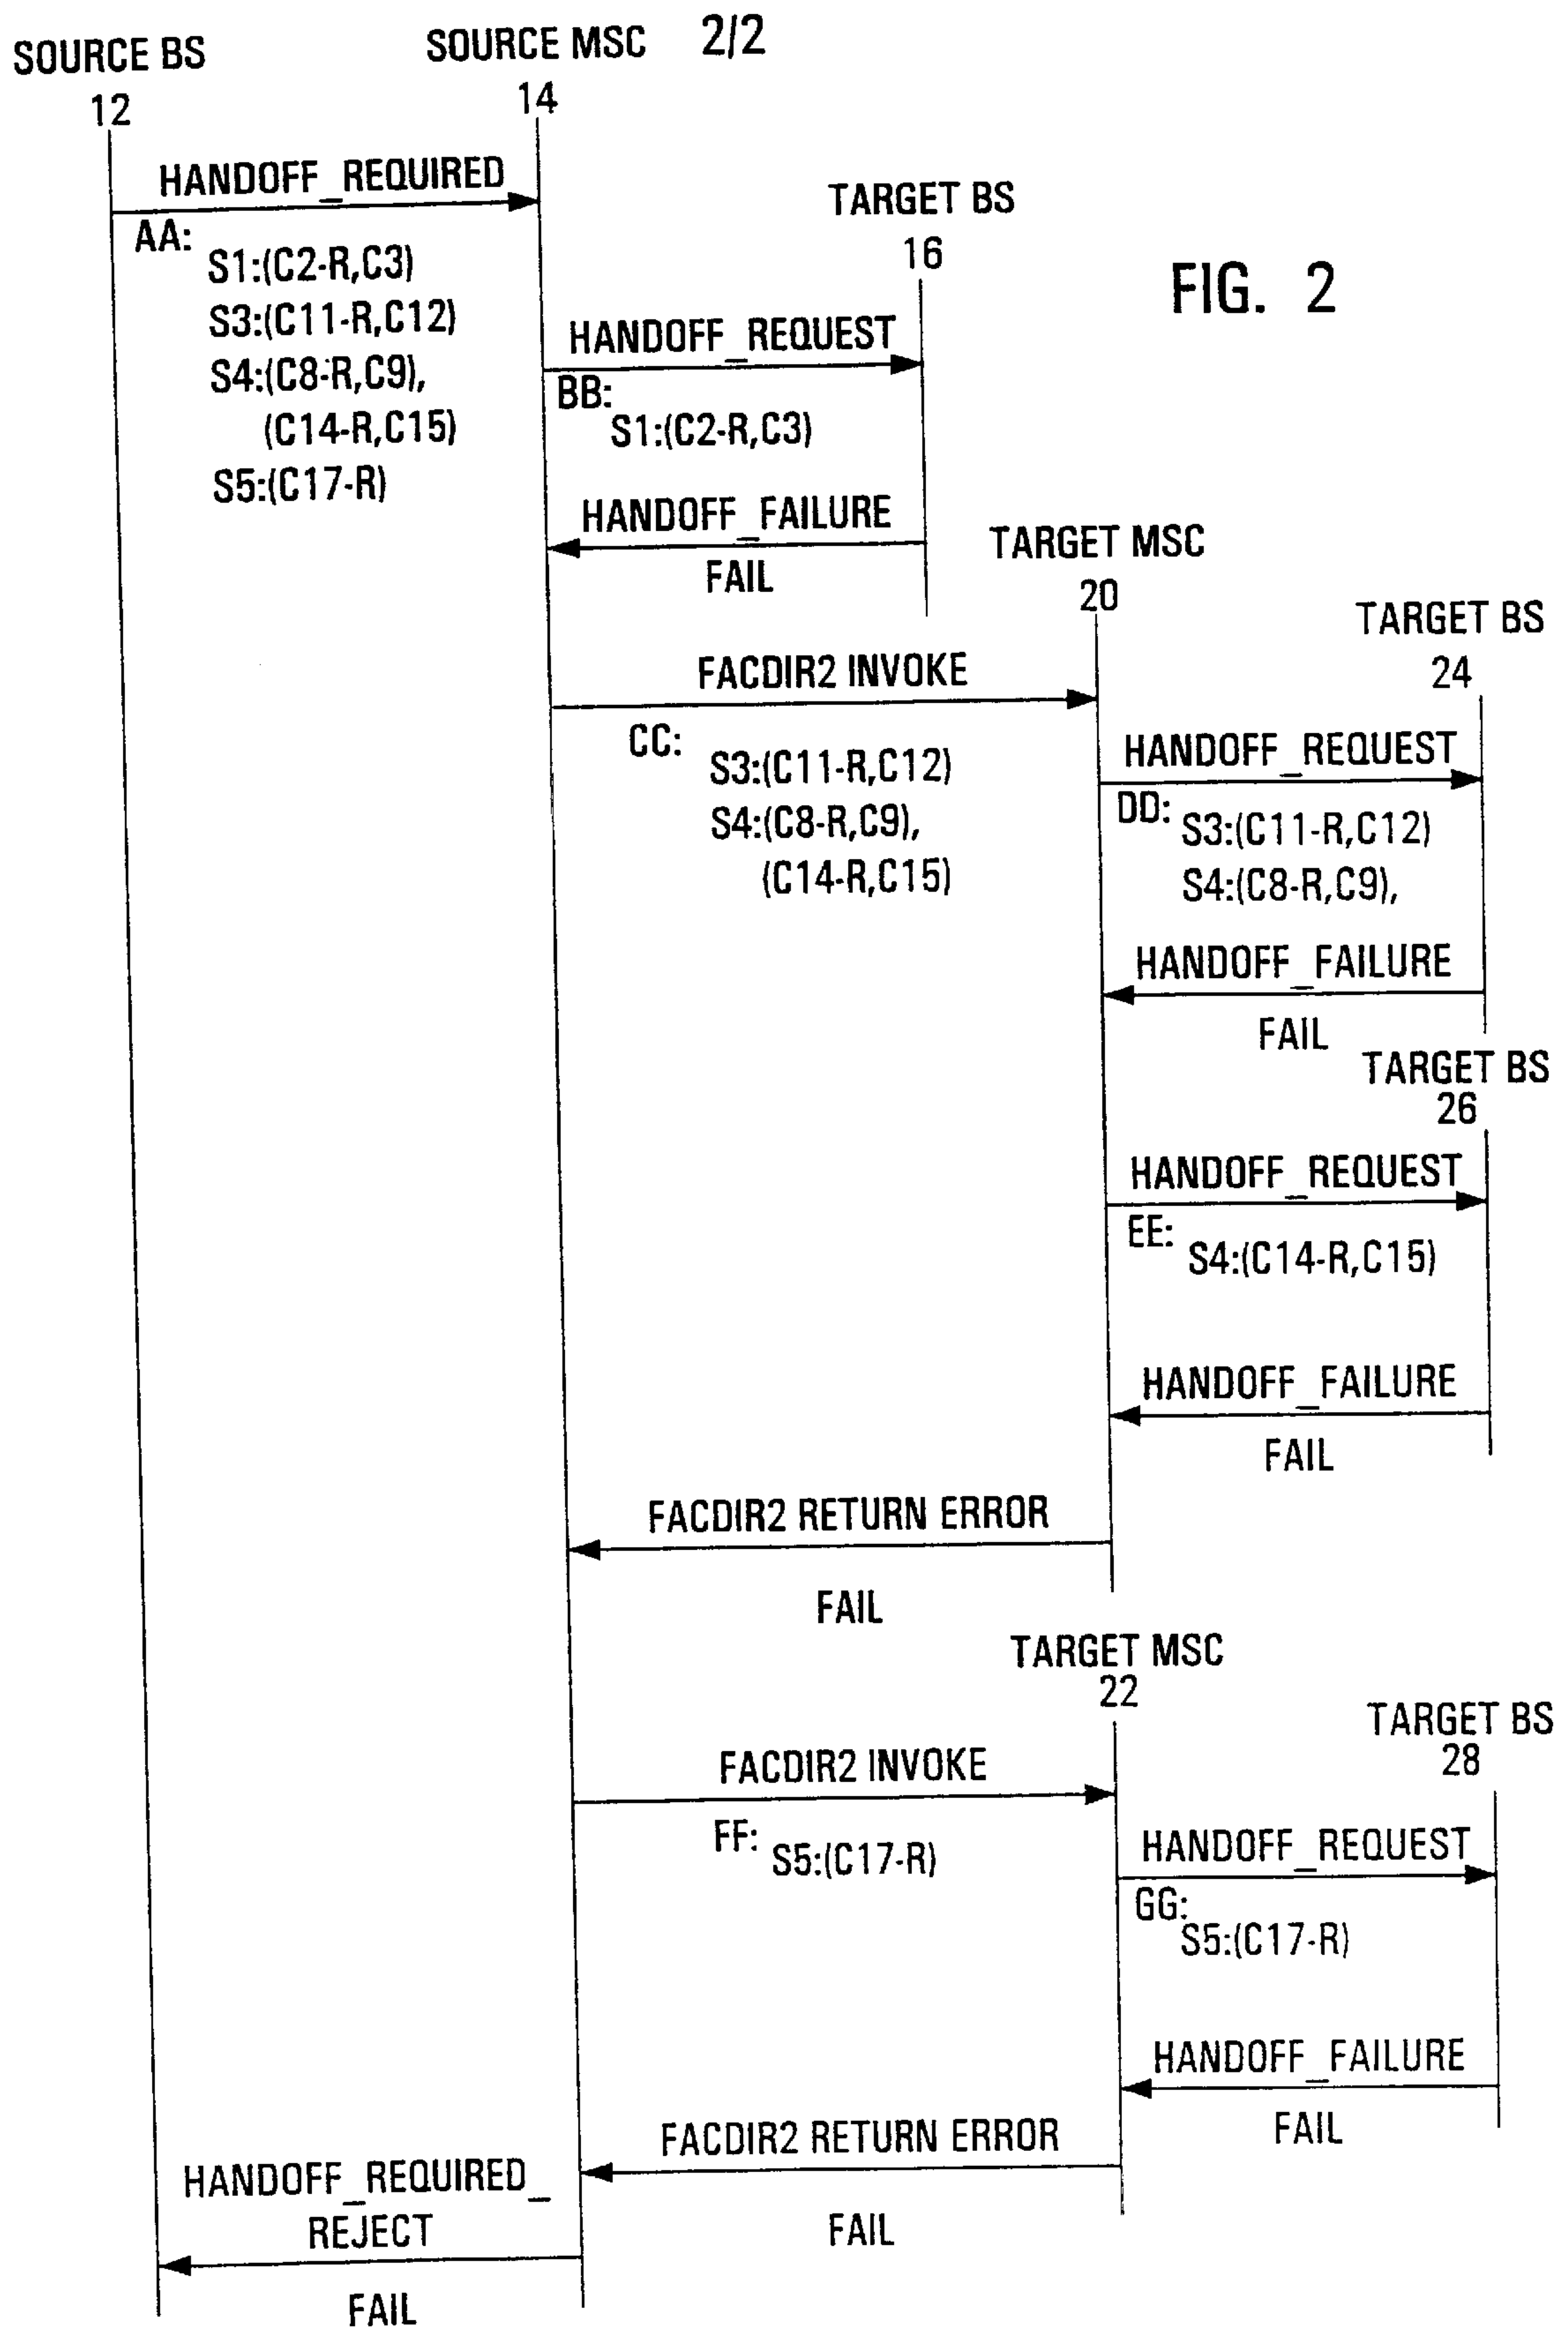 SOURCE BS
12
SOURCE MSC
14
2/2
HANDOFF_REQUIRED
AA:
S1:(C2-R,C3)
S3:(C11-R,C12)
S4:(C8-R,C9),
(C14-R,C15)
S5:(C17-R)
TARGET BS
16
FIG. 2
HANDOFF_REQUEST
BB:
S1:(C2-R,C3)
HANDOFF_FAILURE
FAIL
TARGET MSC
20
TARGET BS
24
FACDIR2 INVOKE
CC:
S3:(C11-R,C12)
S4:(C8-R,C9),
(C14-R,C15)
HANDOFF_REQUEST
DD:
S3:(C11-R,C12)
S4:(C8-R,C9),
HANDOFF_FAILURE
FAIL
TARGET BS
26
HANDOFF_REQUEST
EE:
S4:(C14-R,C15)
HANDOFF_FAILURE
FAIL
FACDIR2 RETURN ERROR
FAIL
TARGET MSC
22
TARGET BS
28
FACDIR2 INVOKE
FF:
S5:(C17-R)
HANDOFF_REQUEST
GG:
S5:(C17-R)
HANDOFF_FAILURE
FAIL
FACDIR2 RETURN ERROR
FAIL
HANDOFF_REQUIRED_
REJECT
FAIL